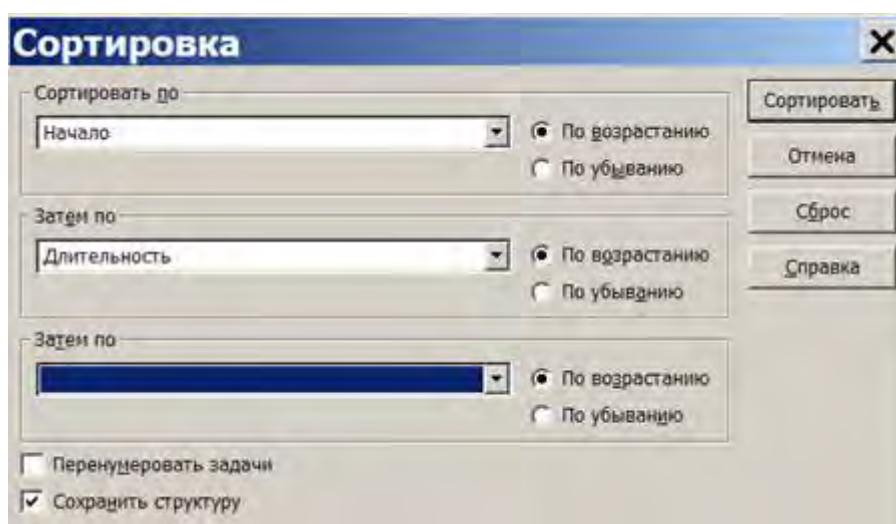 Сортировка
Сортировать по
Начало
По возрастанию
По убыванию
Затем по
Длительность
По возрастанию
По убыванию
Затем по
По возрастанию
По убыванию
Перенумеровать задачи
Сохранить структуру
Сортировать
Отмена
Сброс
Справка